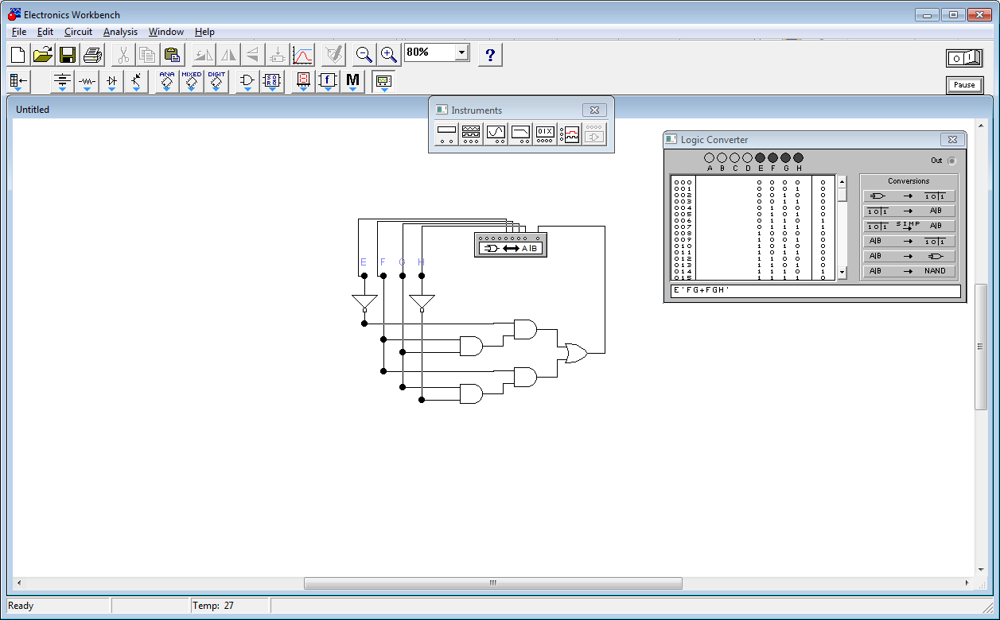 Electronics Workbench
File Edit Circuit Analysis Window Help
80%
?
O I
ANA MIXED DIGIT
f M
Pause
Untitled
Instruments
Logic Converter
A B C D E F G H
Out
Conversions
000 0 0 0 0 0
001 0 0 0 1 0
002 0 0 1 0 0
003 0 0 1 1 0
004 0 1 0 0 0
005 0 1 0 1 0
006 0 1 1 0 1
007 0 1 1 1 1
008 1 0 0 0 0
009 1 0 0 1 0
010 1 0 1 0 0
011 1 0 1 1 0
012 1 1 0 0 0
013 1 1 0 1 0
014 1 1 1 0 1
015 1 1 1 1 0
→ 1 0 1
1 0 1 → A|B
1 0 1 SIMP → A|B
A|B → 1 0 1
A|B →
A|B → NAND
E'FG+FGH'
A|B
E F G H
Ready
Temp: 27